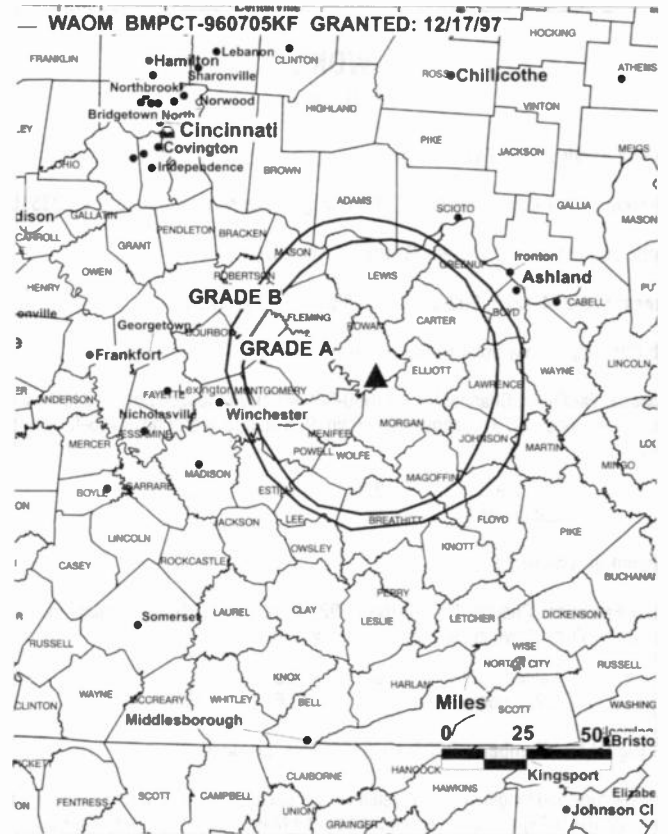 WAOM BMPCT-960705KF GRANTED: 12/17/97
HOCKING
FRANKLIN
Hamilton
Lebanon
CLINTON
Sharonville
ROSS
Chillicothe
ATHENS
Northbrook
Norwood
HIGHLAND
VINTON
Bridgetown North
Cincinnati
PIKE
JACKSON
MEIGS
Covington
OHIO
Independence
BROWN
ADAMS
GALLIA
SCIOTO
MASON
GALLATIN
CARROLL
GRANT
PENDLETON
BRACKEN
MASON
OWEN
ROBERTSON
LEWIS
GREENUP
Ironton
Ashland
HENRY
GRADE B
CABELL
FLEMING
BOYD
Georgetown
BOURBON
ROWAN
CARTER
GRADE A
Frankfort
ELLIOTT
WAYNE
LINCOLN
FAYETTE
Lexington
MONTGOMERY
LAWRENCE
ANDERSON
Winchester
Nicholasville
MORGAN
MERCER
MENIFEE
JOHNSON
MARTIN
POWELL
WOLFE
MADISON
MAGOFFIN
MINGO
BOYLE
GARRARD
LEE
BREATHITT
FLOYD
JACKSON
PIKE
LINCOLN
OWSLEY
KNOTT
CASEY
ROCKCASTLE
PERRY
LAUREL
CLAY
LESLIE
LETCHER
DICKENSON
Somerset
RUSSELL
WISE
KNOX
NORTON CITY
RUSSELL
HARLAN
WAYNE
MCCREARY
WHITLEY
BELL
Miles
SCOTT
CLINTON
Middlesborough
0 25 50
HANCOCK
CLAIBORNE
Kingsport
FENTRESS
SCOTT
CAMPBELL
HAWKINS
UNION
GRAINGER
Johnson Ci